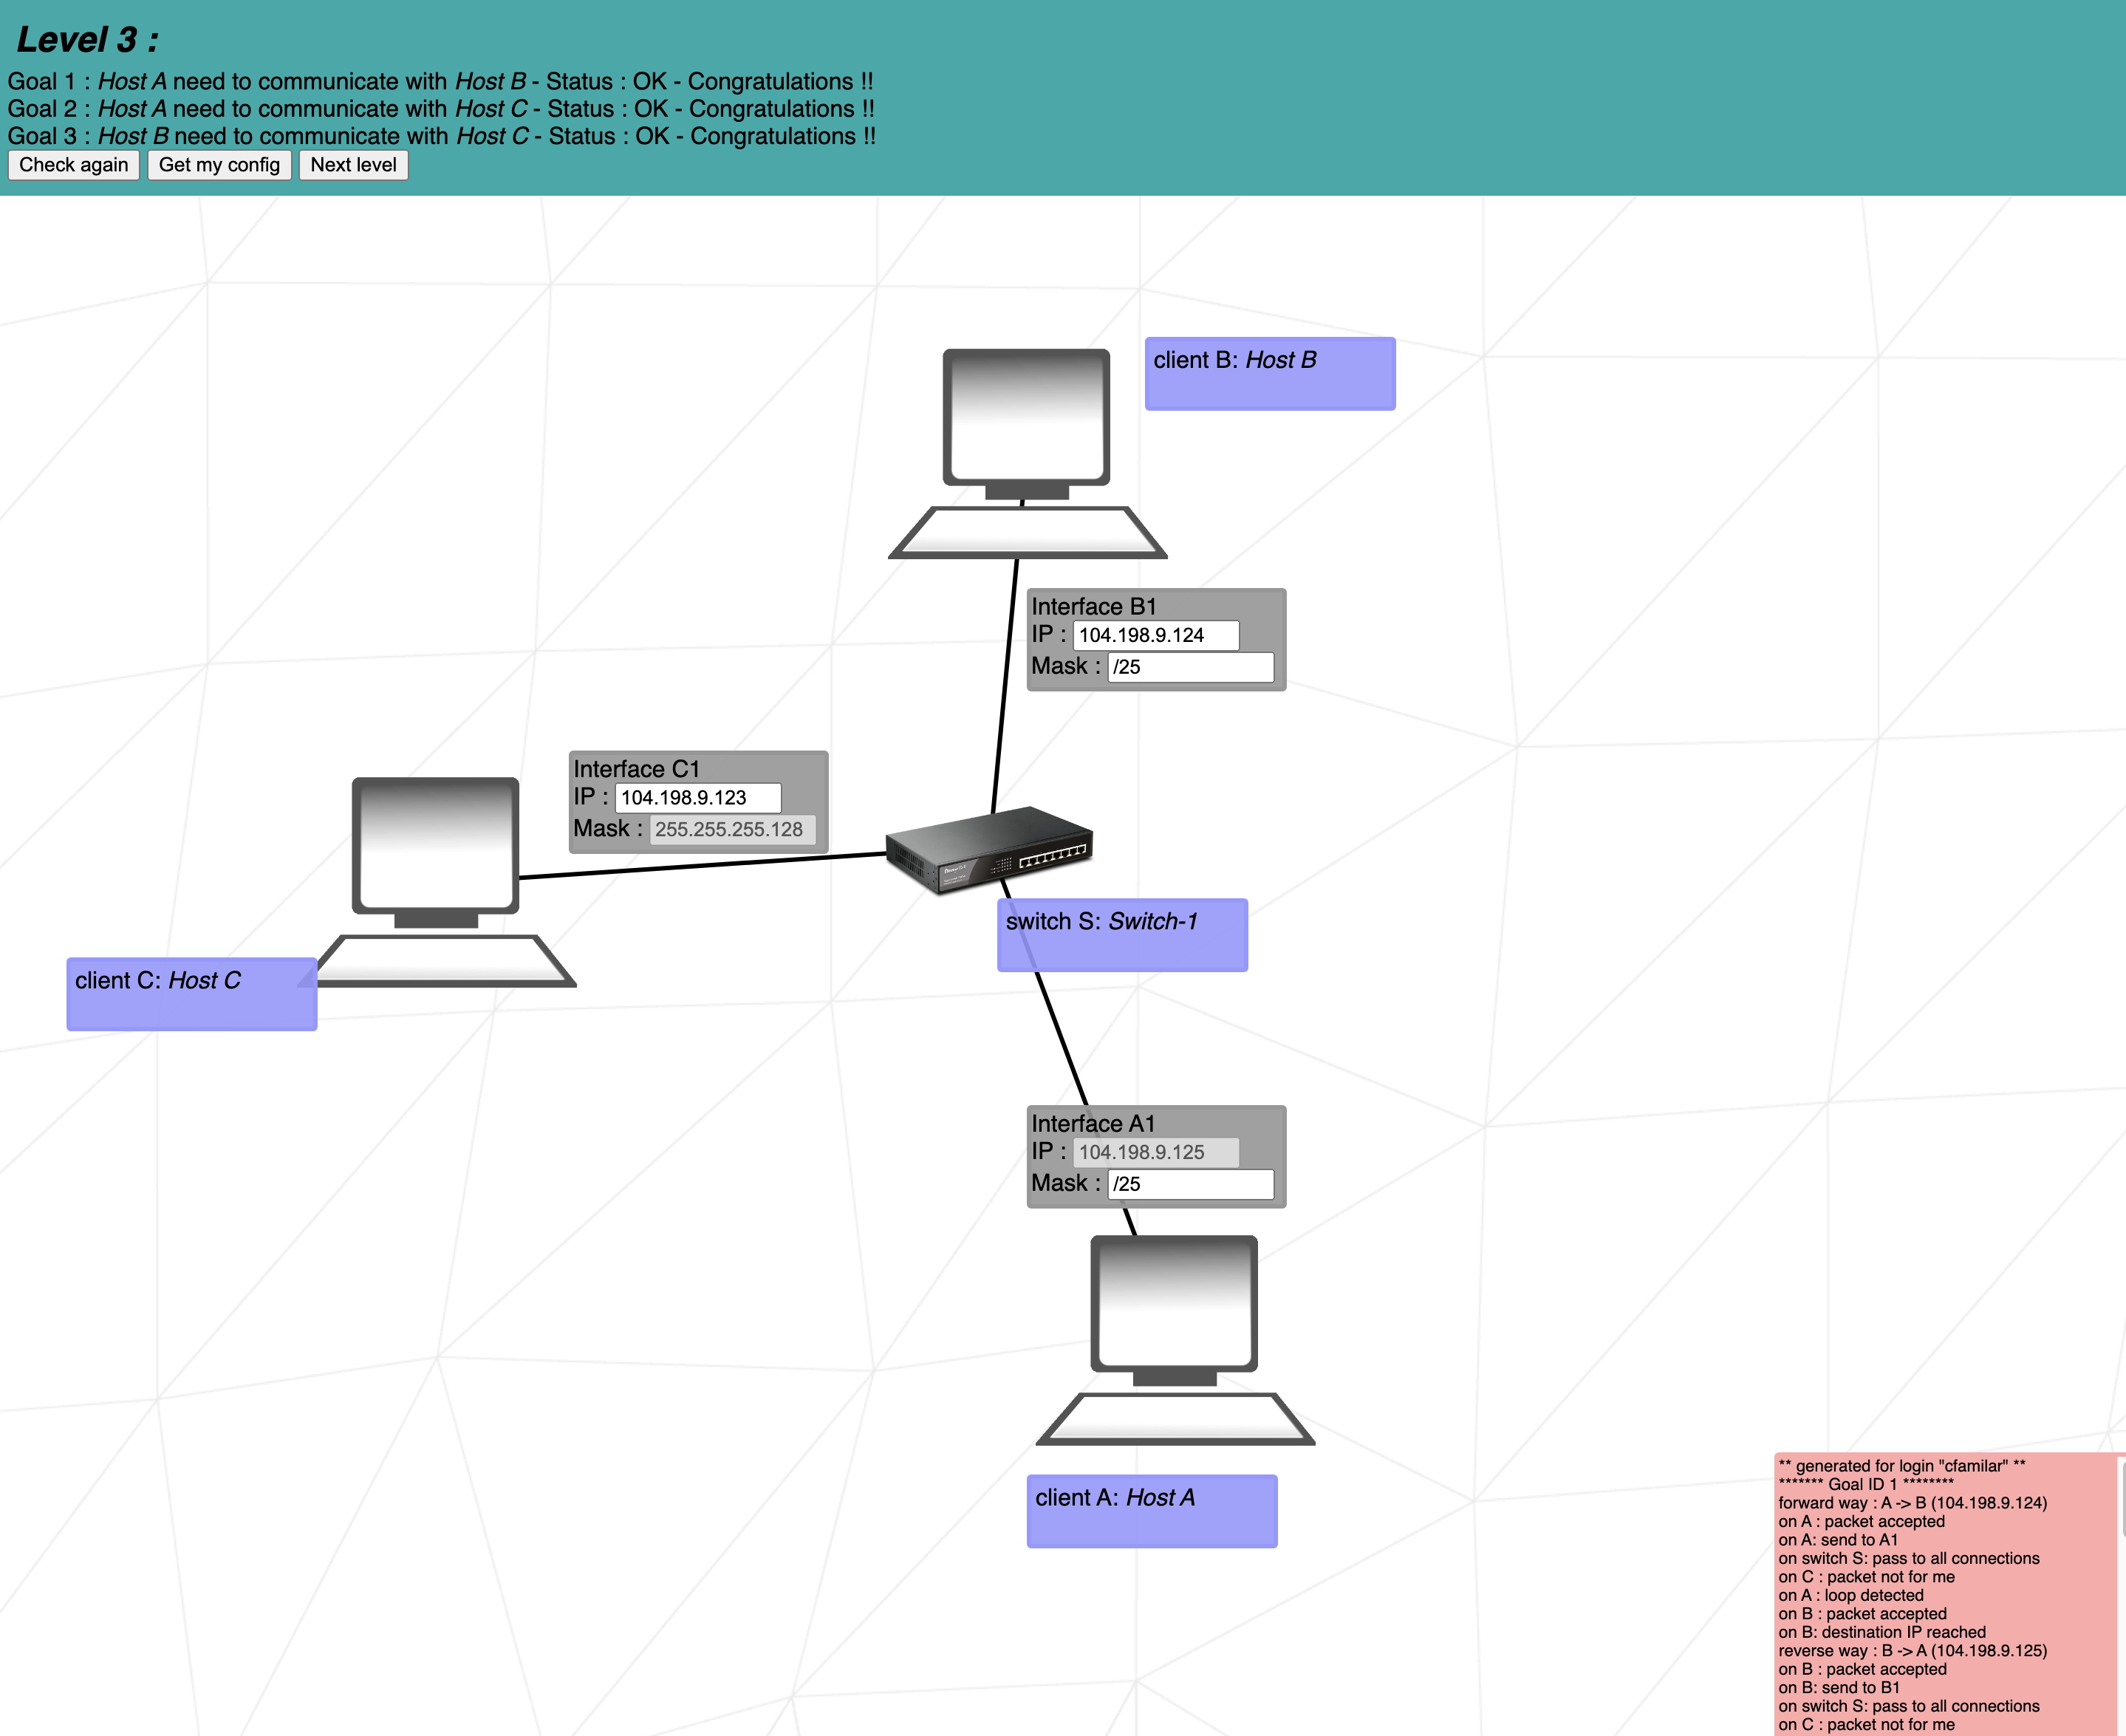 Level 3 :
Goal 1 : Host A need to communicate with Host B - Status : OK - Congratulations !!
Goal 2 : Host A need to communicate with Host C - Status : OK - Congratulations !!
Goal 3 : Host B need to communicate with Host C - Status : OK - Congratulations !!
Check again Get my config Next level
client B: Host B
Interface B1
IP : 104.198.9.124
Mask : /25
Interface C1
IP : 104.198.9.123
Mask : 255.255.255.128
switch S: Switch-1
client C: Host C
Interface A1
IP : 104.198.9.125
Mask : /25
client A: Host A
** generated for login "cfamilar" **
******* Goal ID 1 ********
forward way : A -> B (104.198.9.124)
on A : packet accepted
on A: send to A1
on switch S: pass to all connections
on C : packet not for me
on A : loop detected
on B : packet accepted
on B: destination IP reached
reverse way : B -> A (104.198.9.125)
on B : packet accepted
on B: send to B1
on switch S: pass to all connections
on C : packet not for me